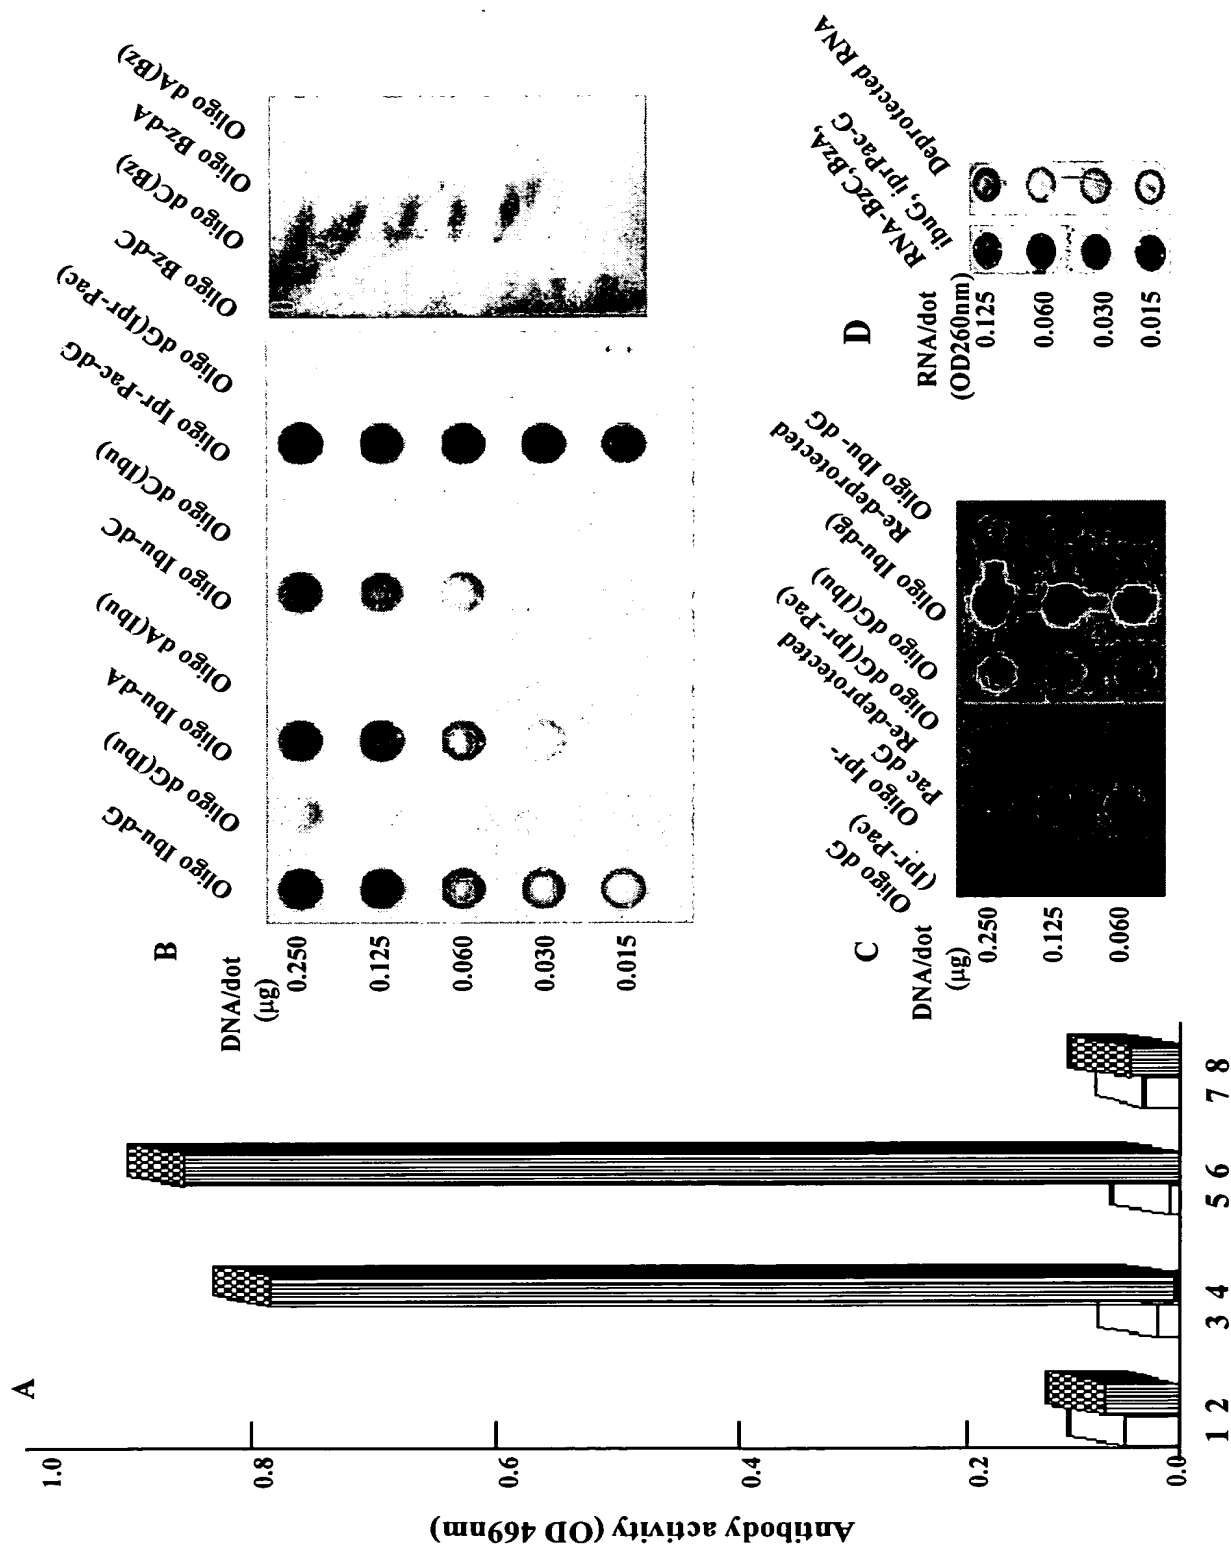 A
Antibody activity (OD 469nm)
1.0
0.8
0.6
0.4
0.2
0.0
1 2 3 4 5 6 7 8
B
DNA/dot
(µg)
0.250
0.125
0.060
0.030
0.015
Oligo Ibu-dG
Oligo dG(Ibu)
Oligo Ibu-dA
Oligo dA(Ibu)
Oligo Ibu-dC
Oligo dC(Ibu)
Oligo Ipr-Pac-dG
Oligo dG(Ipr-Pac)
Oligo Bz-dC
Oligo dC(Bz)
Oligo Bz-dA
Oligo dA(Bz)
C
DNA/dot
(µg)
0.250
0.125
0.060
Oligo dG
(Ipr-Pac)
Oligo Ipr-
Pac dG
Re-deprotected
Oligo dG(Ipr-Pac)
Oligo dG(Ibu)
Oligo Ibu-dg)
Re-deprotected
Oligo Ibu- dG
D
RNA/dot
(OD260nm)
0.125
0.060
0.030
0.015
RNA-BzC,BzA,
ibuG, iprPac-G
Deprotected RNA